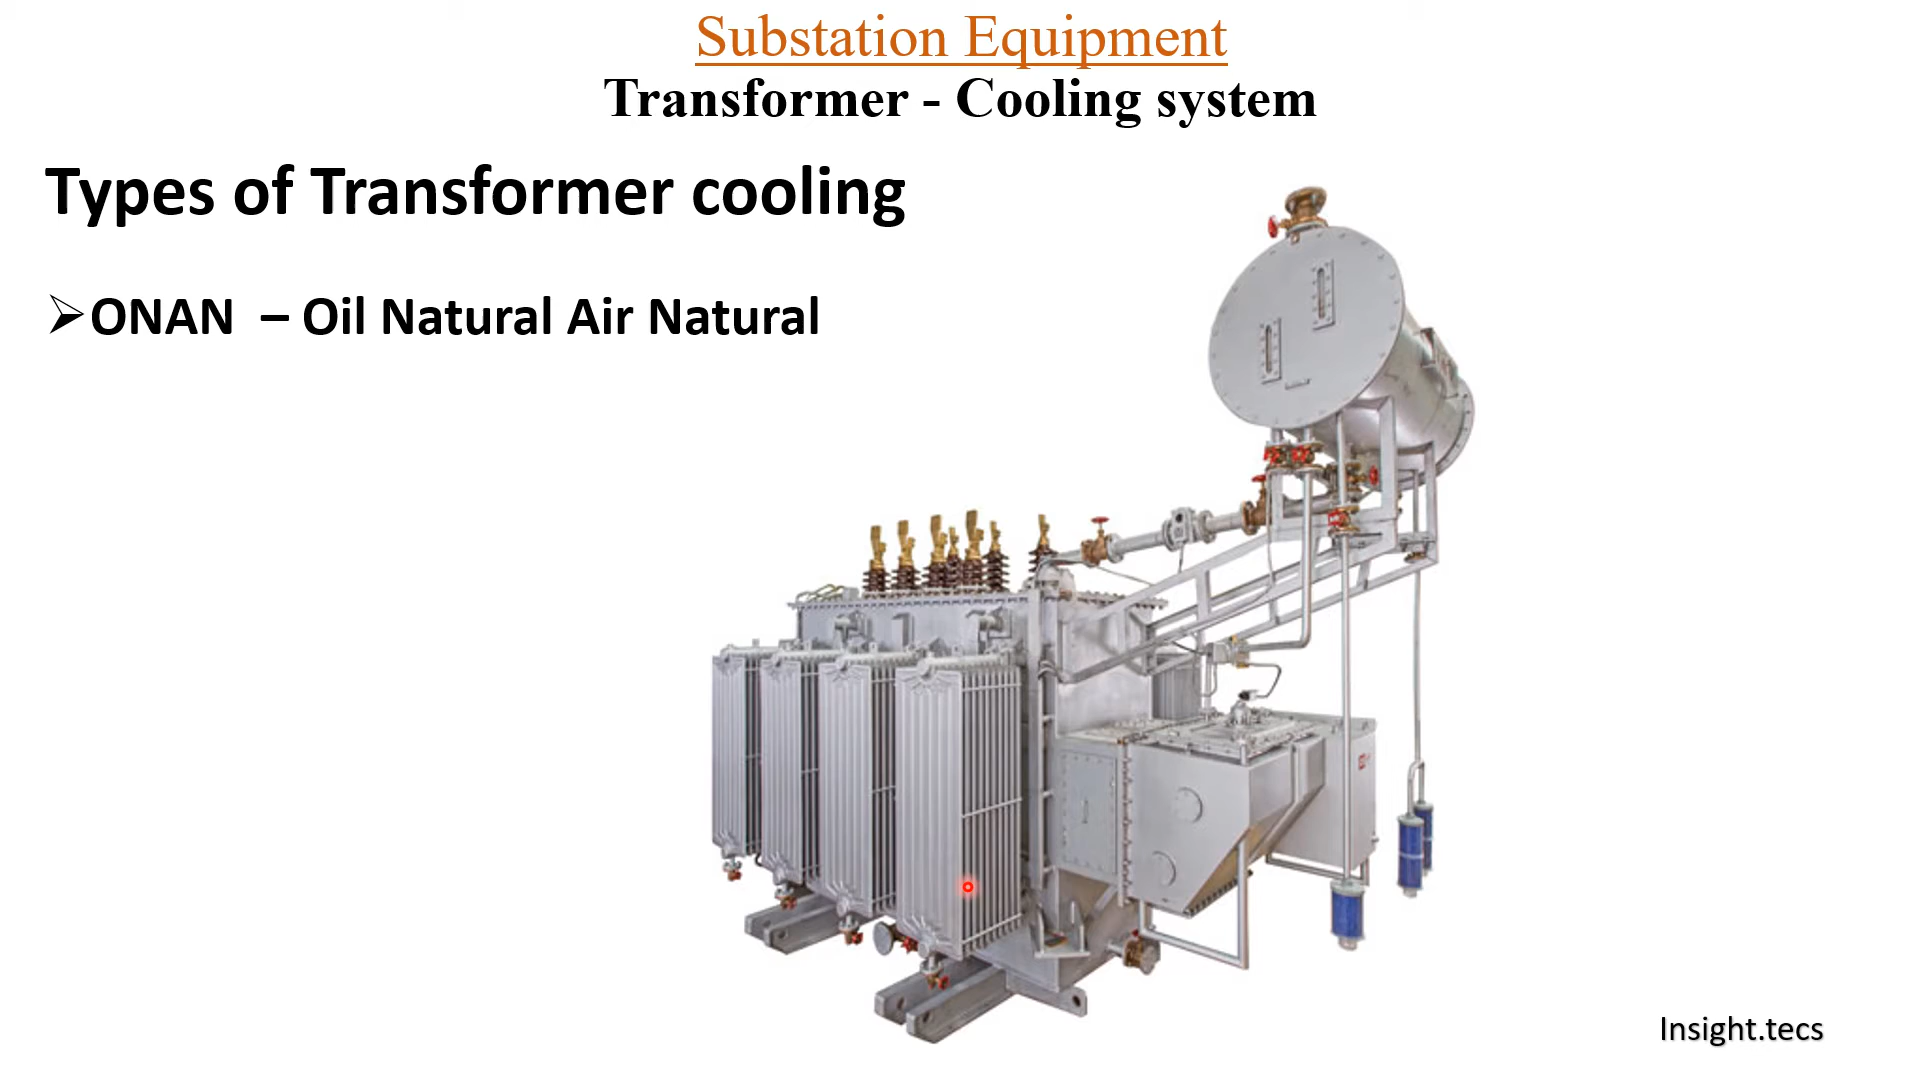 Substation Equipment
Transformer - Cooling system
Types of Transformer cooling
➢ONAN – Oil Natural Air Natural
Insight.tecs